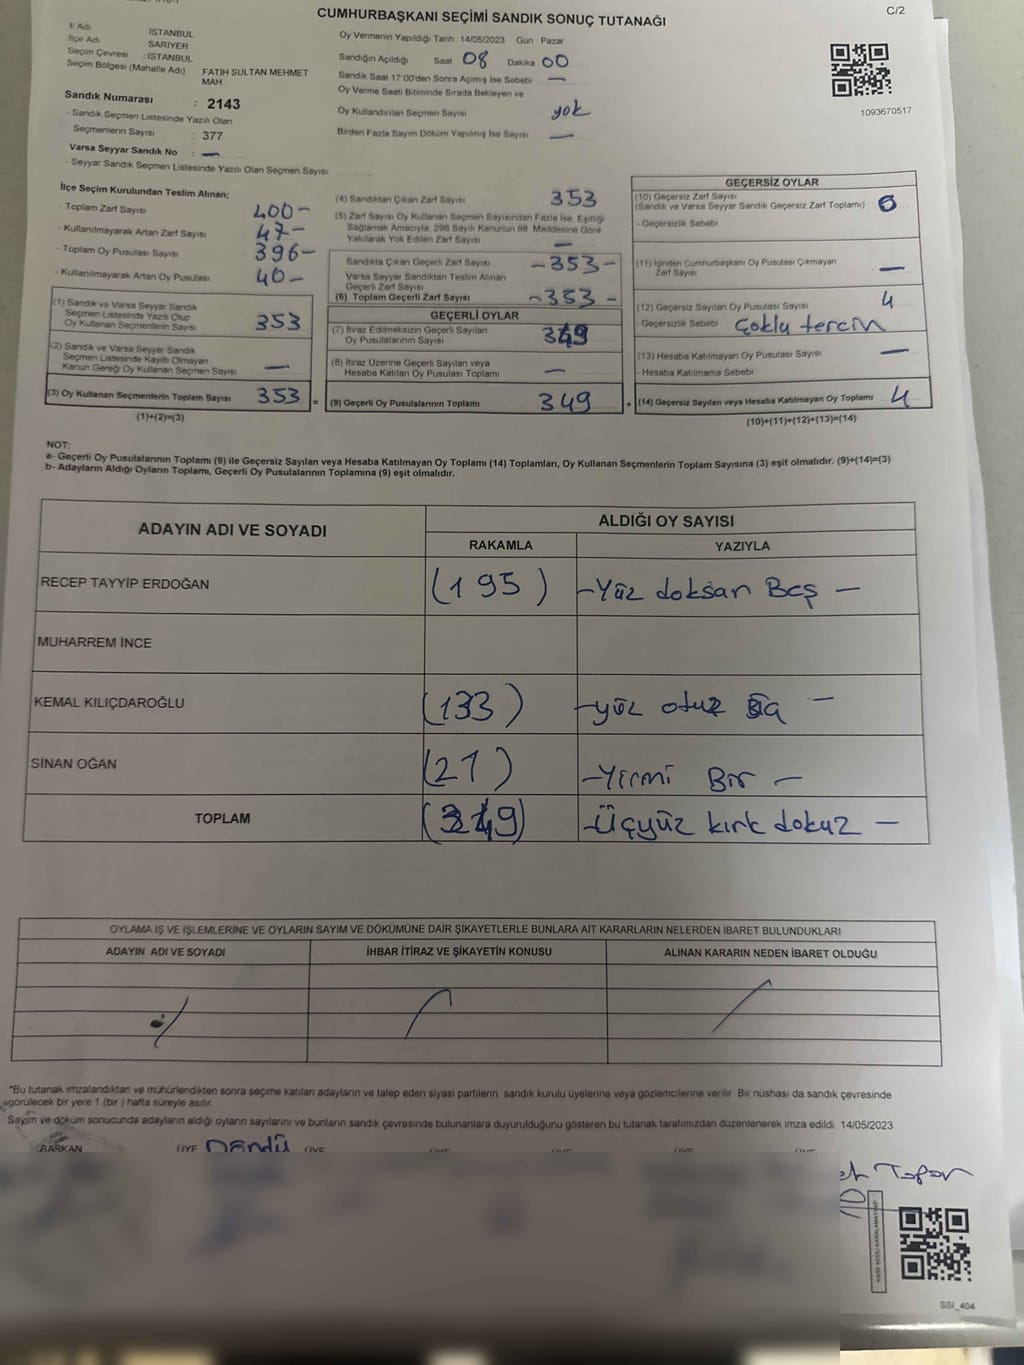 C/2
CUMHURBAŞKANI SEÇİMİ SANDIK SONUÇ TUTANAĞI
İl Adı İSTANBUL
İlçe Adı SARIYER
Seçim Çevresi : İSTANBUL
Seçim Bölgesi (Mahalle Adı) FATİH SULTAN MEHMET MAH
Sandık Numarası : 2143
- Sandık Seçmen Listesinde Yazılı Olan
Seçmenlerin Sayısı : 377
Varsa Seyyar Sandık No : —
- Seyyar Sandık Seçmen Listesinde Yazılı Olan Seçmen Sayısı
Oy Vermenin Yapıldığı Tarih :14/05/2023 Gün Pazar
Sandığın Açıldığı Saat 08 Dakika 00
Sandık Saat 17:00'den Sonra Açımış İse Sebebi —
Oy Verme Saati Bitiminde Sırada Bekleyen ve
Oy Kullandırılan Seçmen Sayısı yok
Birden Fazla Sayım Döküm Yapılmış İse Sayısı —
1093670517
İlçe Seçim Kurulundan Teslim Alınan;
- Toplam Zarf Sayısı 400-
- Kullanılmayarak Artan Zarf Sayısı 47-
- Toplam Oy Pusulası Sayısı 396-
- Kullanılmayarak Artan Oy Pusulası 40-
(1) Sandık ve Varsa Seyyar Sandık
Seçmen Listesinde Yazılı Olup
Oy Kullanan Seçmenlerin Sayısı 353
(2) Sandık ve Varsa Seyyar Sandık
Seçmen Listesinde Kayıtlı Olmayan
Kanun Gereği Oy Kullanan Seçmen Sayısı —
(3) Oy Kullanan Seçmenlerin Toplam Sayısı 353 =
(1)+(2)=(3)
(4) Sandıktan Çıkan Zarf Sayısı 353
(5) Zarf Sayısı Oy Kullanan Seçmen Sayısından Fazla İse, Eşitliği
Sağlamak Amacıyla, 298 Sayılı Kanunun 98. Maddesine Göre
Yakılarak Yok Edilen Zarf Sayısı —
Sandıkta Çıkan Geçerli Zarf Sayısı -353-
Varsa Seyyar Sandıktan Teslim Alınan
Geçerli Zarf Sayısı
(6) Toplam Geçerli Zarf Sayısı -353-
GEÇERLİ OYLAR
(7) İtiraz Edilmeksizin Geçerli Sayılan
Oy Pusulalarının Sayısı 349
(8) İtiraz Üzerine Geçerli Sayılan veya
Hesaba Katılan Oy Pusulası Toplamı —
(9) Geçerli Oy Pusulalarının Toplamı 349 +
GEÇERSİZ OYLAR
(10) Geçersiz Zarf Sayısı
(Sandık ve Varsa Seyyar Sandık Geçersiz Zarf Toplamı)
- Geçersizlik Sebebi
(11) İçinden Cumhurbaşkanı Oy Pusulası Çıkmayan
Zarf Sayısı —
(12) Geçersiz Sayılan Oy Pusulası Sayısı 4
- Geçersizlik Sebebi Çoklu tercih
(13) Hesaba Katılmayan Oy Pusulası Sayısı —
- Hesaba Katılmama Sebebi
(14) Geçersiz Sayılan veya Hesaba Katılmayan Oy Toplamı 4
(10)+(11)+(12)+(13)=(14)
NOT:
a- Geçerli Oy Pusulalarının Toplamı (9) ile Geçersiz Sayılan veya Hesaba Katılmayan Oy Toplamı (14) Toplamları, Oy Kullanan Seçmenlerin Toplam Sayısına (3) eşit olmalıdır. (9)+(14)=(3)
b- Adayların Aldığı Oyların Toplamı, Geçerli Oy Pusulalarının Toplamına (9) eşit olmalıdır.
ADAYIN ADI VE SOYADI ALDIĞI OY SAYISI
RAKAMLA YAZIYLA
RECEP TAYYİP ERDOĞAN (195) -Yüz doksan Beş -
MUHARREM İNCE
KEMAL KILIÇDAROĞLU (133) -yüz otuz -
SİNAN OĞAN (21) -Yirmi Bir -
TOPLAM (349) -Üçyüz kırk dokuz -
OYLAMA İŞ VE İŞLEMLERİNE VE OYLARIN SAYIM VE DÖKÜMÜNE DAİR ŞİKAYETLERLE BUNLARA AİT KARARLARIN NELERDEN İBARET BULUNDUKLARI
ADAYIN ADI VE SOYADI İHBAR İTİRAZ VE ŞİKAYETİN KONUSU ALINAN KARARIN NEDEN İBARET OLDUĞU
"Bu tutanak imzalandıktan ve mühürlendikten sonra seçime katılan adayların ve talep eden siyasi partilerin sandık kurulu üyelerine veya gözlemcilerine verilir. Bir nüshası da sandık çevresinde
görülecek bir yere 1 (bir ) hafta süreyle asılır.
Sayım ve döküm sonucunda adayların aldığı oyların sayılarını ve bunların sandık çevresinde bulunanlara duyurulduğunu gösteren bu tutanak tarafımızdan düzenlenerek imza edildi. 14/05/2023
BAŞKAN ÜYE ÜYE ÜYE ÜYE ÜYE ÜYE
SSİ_404